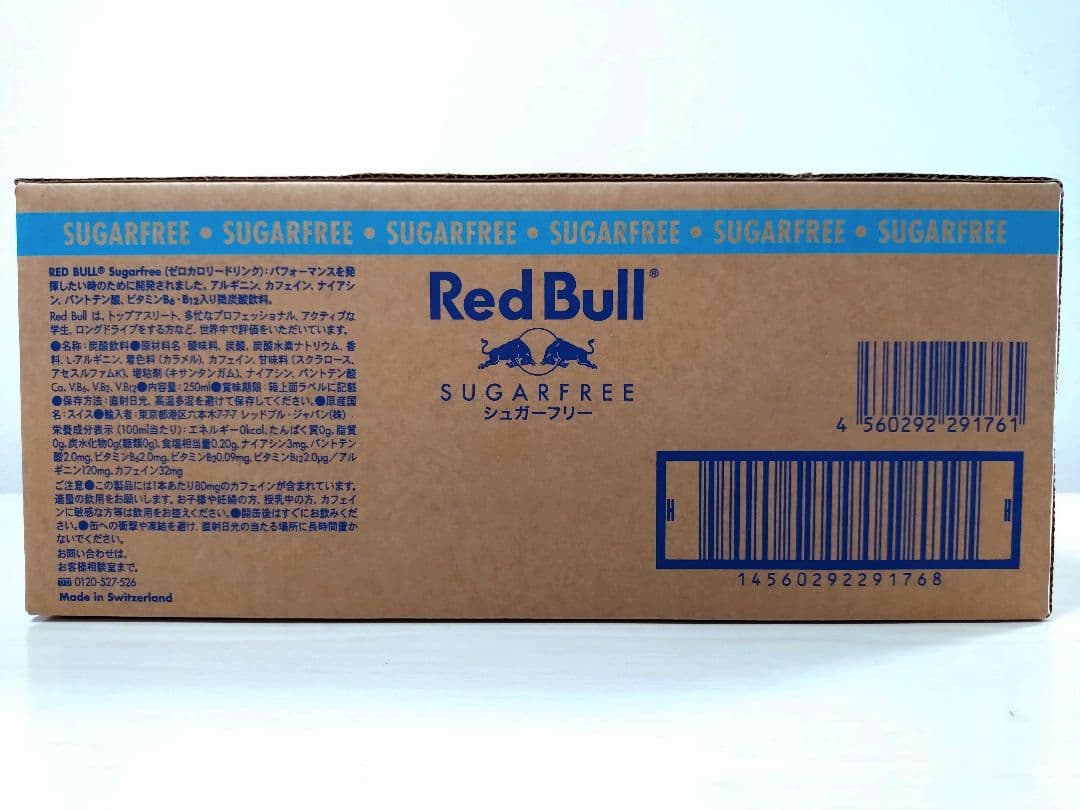 SUGARFREE • SUGARFREE • SUGARFREE • SUGARFREE • SUGARFREE • SUGARFREE
RED BULL® Sugarfree (ゼロカロリードリンク):パフォーマンスを発
揮したい時のために開発されました、アルギニン、カフェイン、ナイアシ
ン、パントテン酸、ビタミンB6・B12入り微炭酸飲料。
Red Bull は、トップアスリート、多忙なプロフェッショナル、アクティブな
学生、ロングドライブをする方など、世界中で評価をいただいています。
●名称:炭酸飲料●原材料名:酸味料、炭酸、炭酸水素ナトリウム、香
料、L-アルギニン、着色料(カラメル)、カフェイン、甘味料(スクラロース、
アセスルファムK)、増粘剤(キサンタンガム)、ナイアシン、パントテン酸
Ca、V.B6、V.B2、V.B12●内容量:250ml●賞味期限:箱上面ラベルに記載
●保存方法:直射日光、高温多湿を避けて保存してください。●原産国
名:スイス●輸入者:東京都港区六本木7-7-7 レッドブル・ジャパン(株)
栄養成分表示(100ml当たり):エネルギー0kcal、たんぱく質0g、脂質
0g、炭水化物0g(糖類0g)、食塩相当量0.20g、ナイアシン3mg、パントテン
酸2.0mg、ビタミンB62.0mg、ビタミンB20.09mg、ビタミンB122.0μg/アル
ギニン120mg、カフェイン32mg
ご注意●この製品には1本あたり80mgのカフェインが含まれています。
適量の飲用をお願いします。お子様や妊婦の方、授乳中の方、カフェイ
ンに敏感な方等は飲用をお控えください。●開缶後はすぐにお飲みくだ
さい。●缶への衝撃や凍結を避け、直射日光の当たる場所に長時間置か
ないでください。
お問い合わせは、
お客様相談室まで。
0120-527-526
Made in Switzerland
Red Bull®
SUGARFREE
シュガーフリー
4 560292 291761
H H
14560292291768